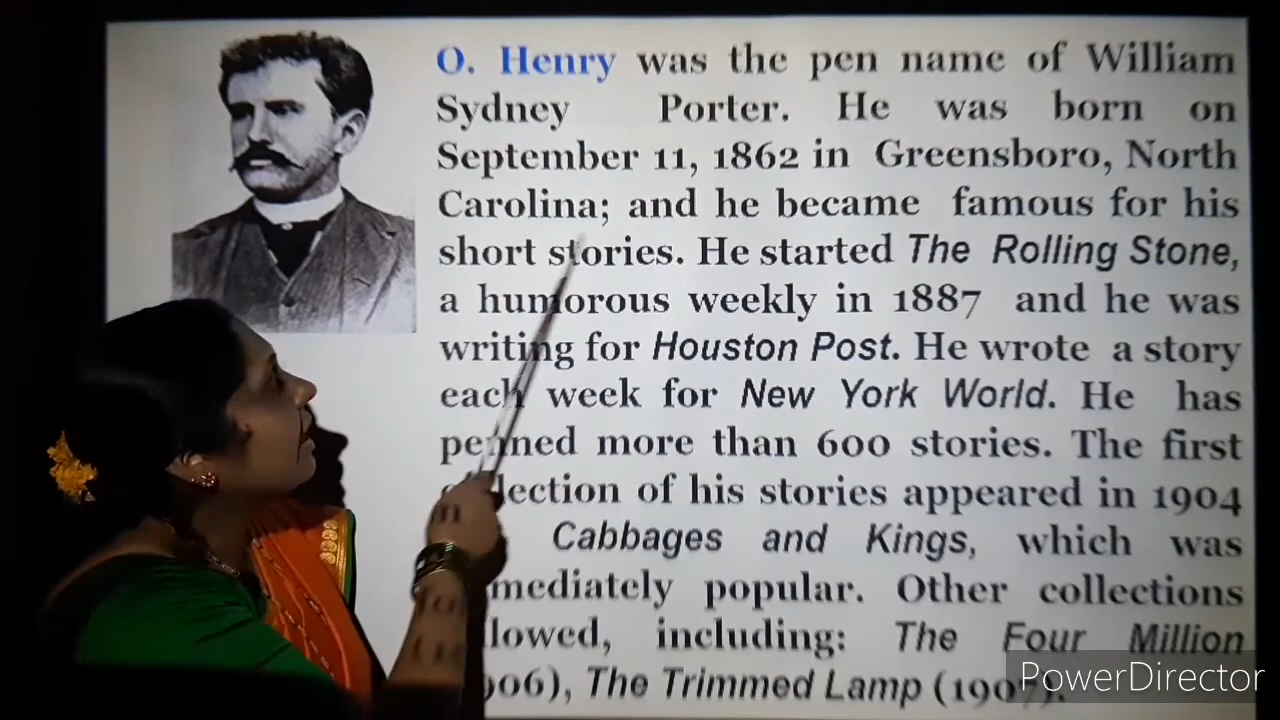 O. Henry was the pen name of William
Sydney Porter. He was born on
September 11, 1862 in Greensboro, North
Carolina; and he became famous for his
short stories. He started The Rolling Stone,
a humorous weekly in 1887 and he was
writing for Houston Post. He wrote a story
each week for New York World. He has
penned more than 600 stories. The first
of his stories appeared in 1904
Cabbages and Kings, which was
popular. Other collections
including: The Four Million
The Trimmed Lamp (1907).
PowerDirector